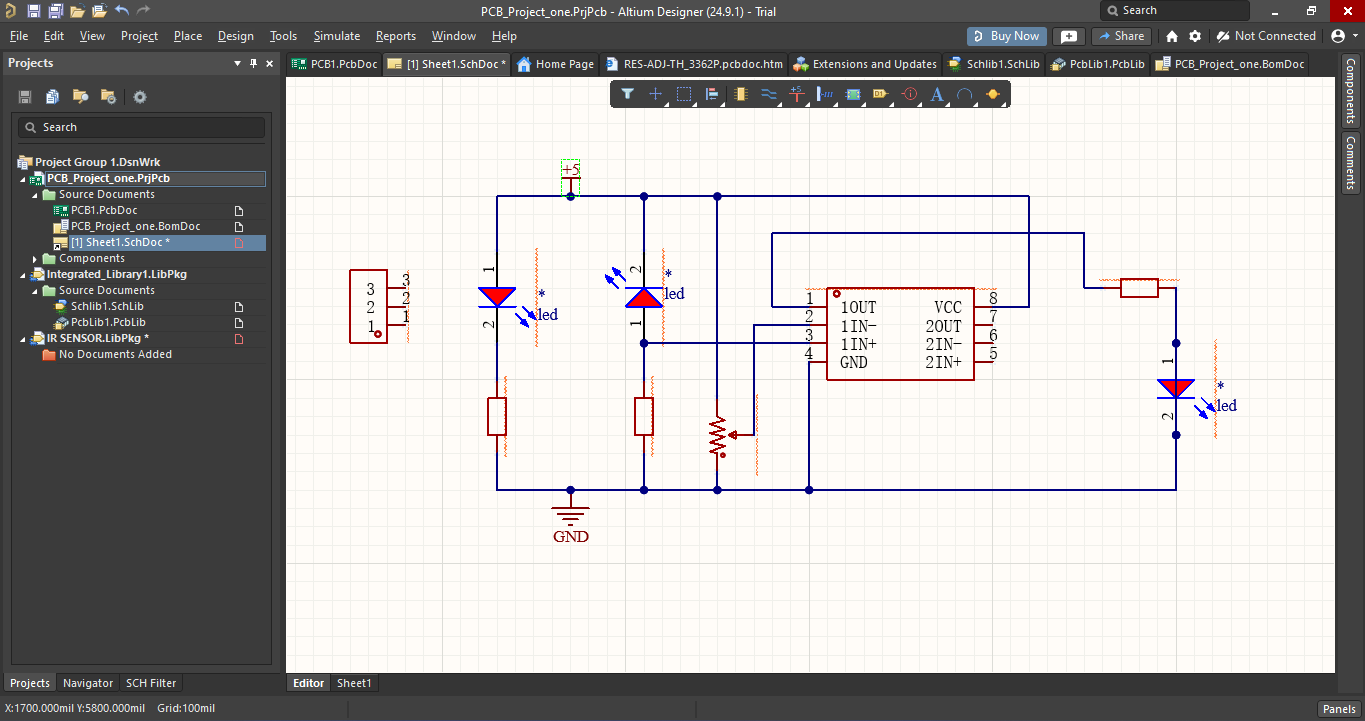 PCB_Project_one.PrjPcb - Altium Designer (24.9.1) - Trial
Search
File Edit View Project Place Design Tools Simulate Reports Window Help
Buy Now Share Not Connected
Projects
PCB1.PcbDoc [1] Sheet1.SchDoc * Home Page RES-ADJ-TH_3362P.pcbdoc.htm Extensions and Updates Schlib1.SchLib PcbLib1.PcbLib PCB_Project_one.BomDoc
Components
Comments
Search
Project Group 1.DsnWrk
PCB_Project_one.PrjPcb
Source Documents
PCB1.PcbDoc
PCB_Project_one.BomDoc
[1] Sheet1.SchDoc *
Components
Integrated_Library1.LibPkg
Source Documents
Schlib1.SchLib
PcbLib1.PcbLib
IR SENSOR.LibPkg *
No Documents Added
+5
3 3
2 2
1 1
1
*
led
2
2
*
led
1
1 1OUT VCC 8
2 1IN- 2OUT 7
3 1IN+ 2IN- 6
4 GND 2IN+ 5
1
*
led
2
GND
Projects Navigator SCH Filter
Editor Sheet1
X:1700.000mil Y:5800.000mil Grid:100mil
Panels